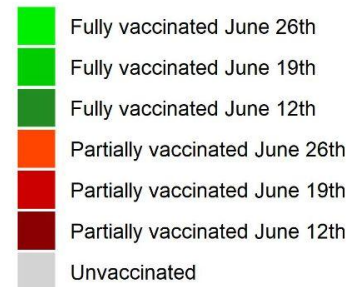 Fully vaccinated June 26th
Fully vaccinated June 19th
Fully vaccinated June 12th
Partially vaccinated June 26th
Partially vaccinated June 19th
Partially vaccinated June 12th
Unvaccinated